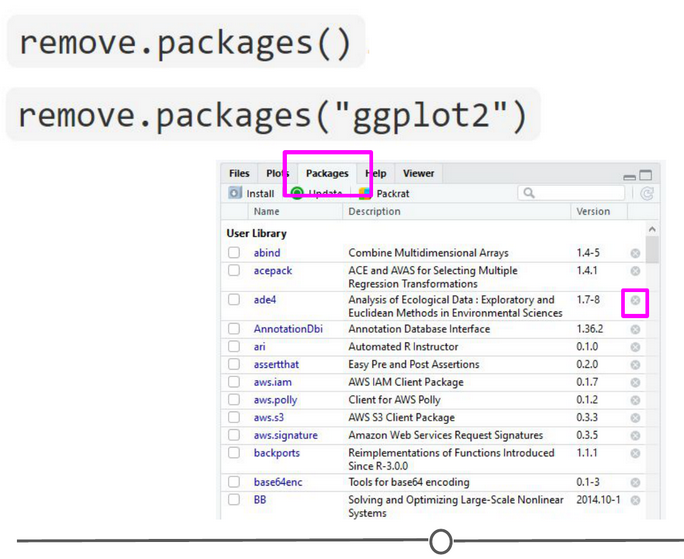 remove.packages()
remove.packages("ggplot2")
Files Plots Packages Help Viewer
Install Update Packrat
Name Description Version
User Library
abind Combine Multidimensional Arrays 1.4-5
acepack ACE and AVAS for Selecting Multiple 1.4.1
Regression Transformations
ade4 Analysis of Ecological Data : Exploratory and 1.7-8
Euclidean Methods in Environmental Sciences
AnnotationDbi Annotation Database Interface 1.36.2
ari Automated R Instructor 0.1.0
assertthat Easy Pre and Post Assertions 0.2.0
aws.iam AWS IAM Client Package 0.1.7
aws.polly Client for AWS Polly 0.1.2
aws.s3 AWS S3 Client Package 0.3.3
aws.signature Amazon Web Services Request Signatures 0.3.5
backports Reimplementations of Functions Introduced 1.1.1
Since R-3.0.0
base64enc Tools for base64 encoding 0.1-3
BB Solving and Optimizing Large-Scale Nonlinear 2014.10-1
Systems